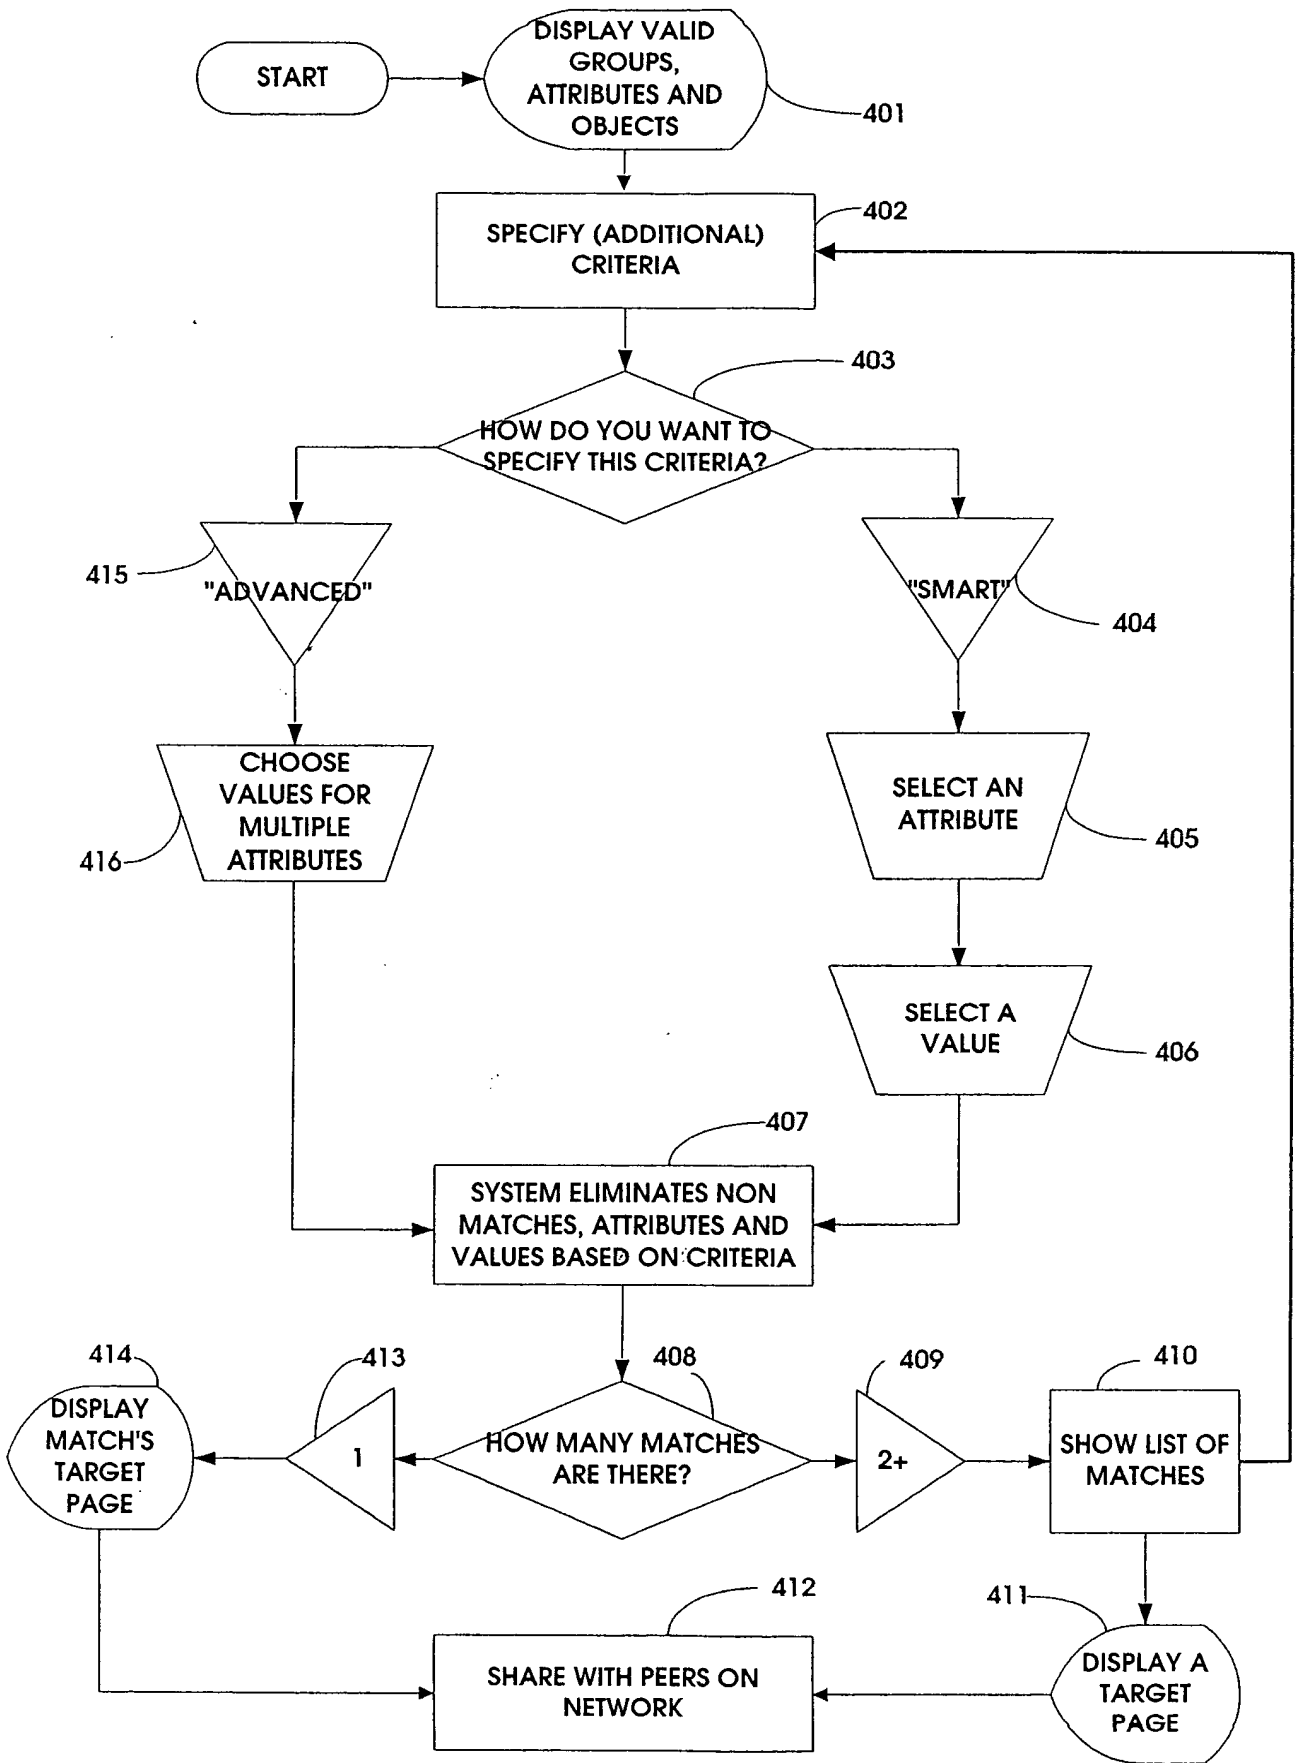 START
DISPLAY VALID
GROUPS,
ATTRIBUTES AND
OBJECTS
401
SPECIFY (ADDITIONAL)
CRITERIA
402
403
HOW DO YOU WANT TO
SPECIFY THIS CRITERIA?
415
"ADVANCED"
"SMART"
404
CHOOSE
VALUES FOR
MULTIPLE
ATTRIBUTES
416
SELECT AN
ATTRIBUTE
405
SELECT A
VALUE
406
407
SYSTEM ELIMINATES NON
MATCHES, ATTRIBUTES AND
VALUES BASED ON CRITERIA
414
413
408
409
410
DISPLAY
MATCH'S
TARGET
PAGE
1
HOW MANY MATCHES
ARE THERE?
2+
SHOW LIST OF
MATCHES
412
411
SHARE WITH PEERS ON
NETWORK
DISPLAY A
TARGET
PAGE